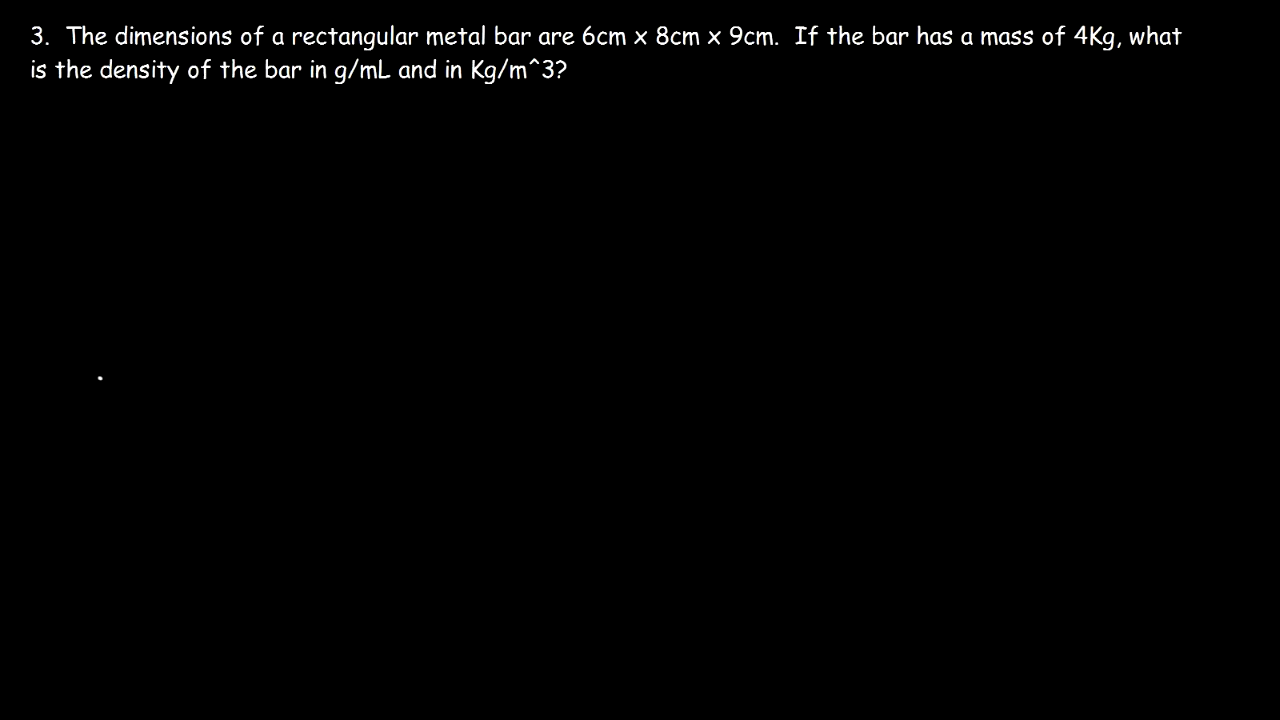 3. The dimensions of a rectangular metal bar are 6cm x 8cm x 9cm. If the bar has a mass of 4Kg, what
is the density of the bar in g/mL and in Kg/m^3?